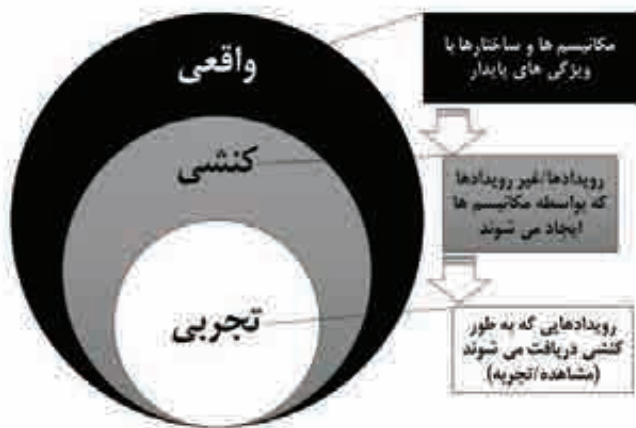 واقعی
کنشی
تجربی
مکانیسم ها و ساختارها با
ویژگی های پایدار
رویدادها/غیر رویدادها
که بواسطه مکانیسم ها
ایجاد می شوند
رویدادهایی که به طور
کنشی دریافت می شوند
(مشاهده/تجربه)